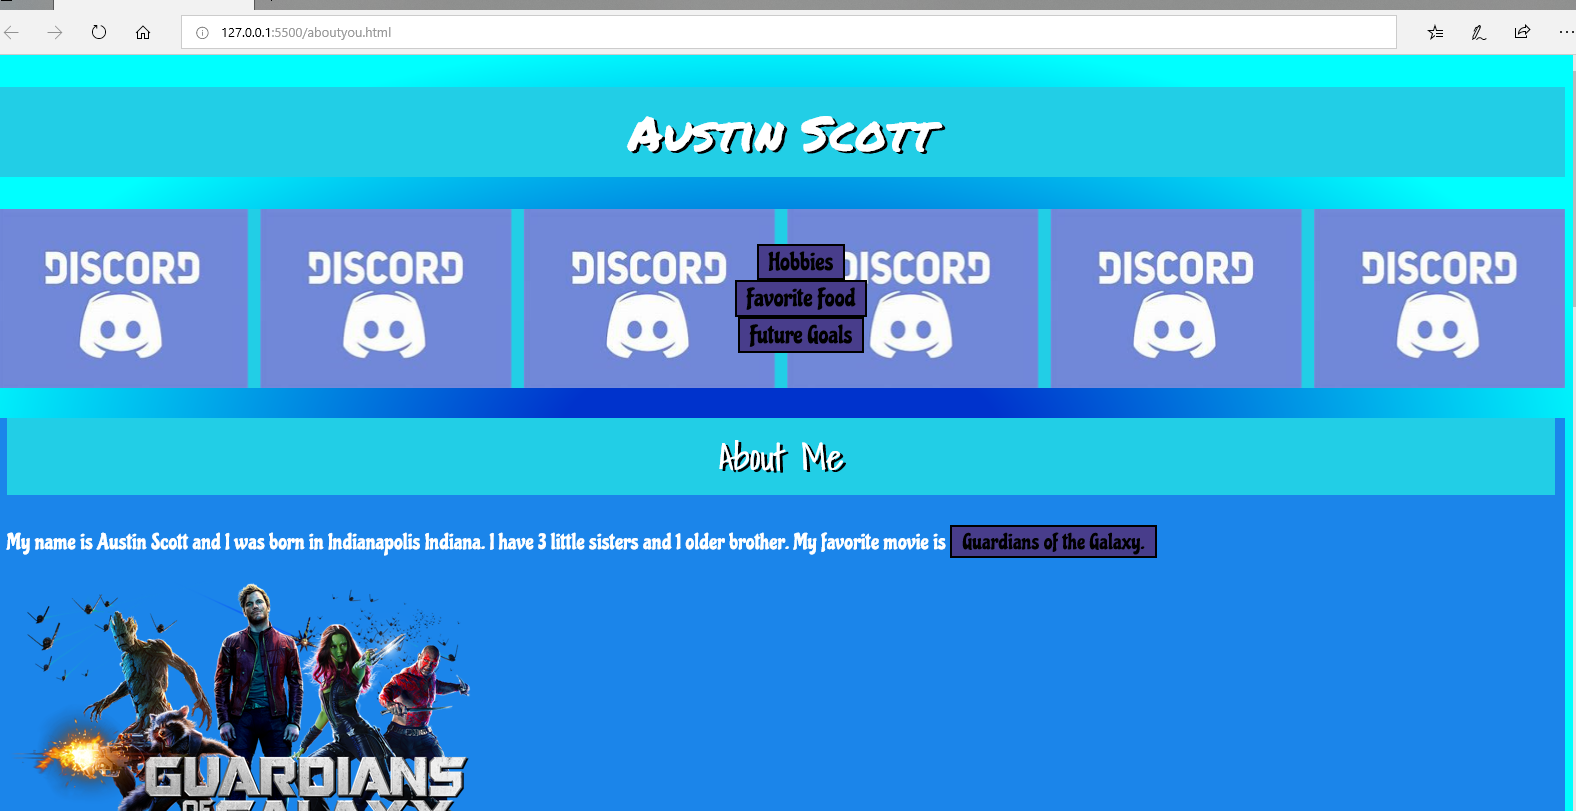 127.0.0.1:5500/aboutyou.html
Austin Scott
DISCORD DISCORD DISCORD DISCORD DISCORD DISCORD
Hobbies
Favorite Food
Future Goals
About Me
My name is Austin Scott and I was born in Indianapolis Indiana. I have 3 little sisters and 1 older brother. My favorite movie is Guardians of the Galaxy.
GUARDIANS
OF GALAXY